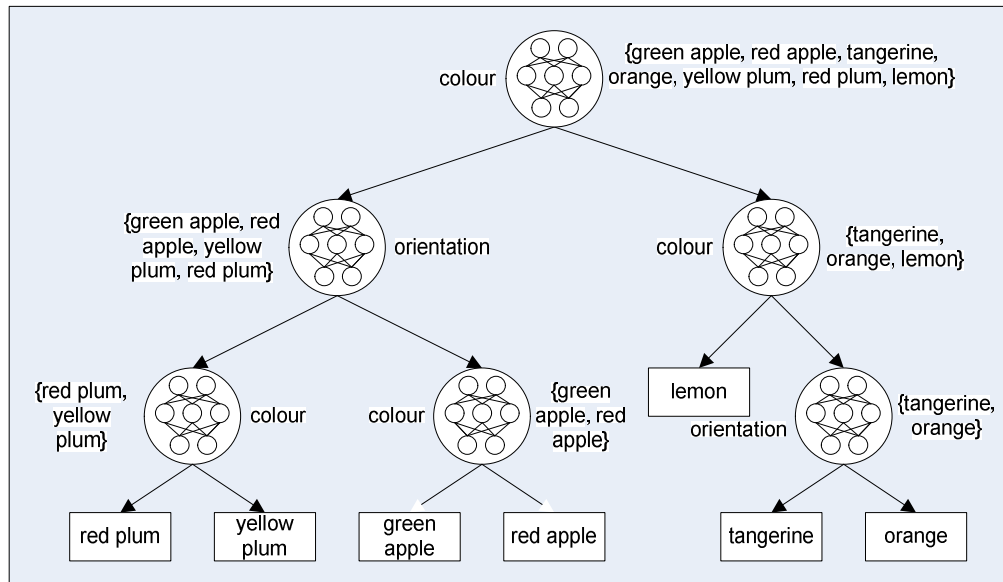 colour
{green apple, red apple, tangerine,
orange, yellow plum, red plum, lemon}
{green apple, red
apple, yellow
plum, red plum}
orientation
colour
{tangerine,
orange, lemon}
{red plum,
yellow
plum}
colour
colour
{green
apple, red
apple}
lemon
orientation
{tangerine,
orange}
red plum
yellow
plum
green
apple
red apple
tangerine
orange